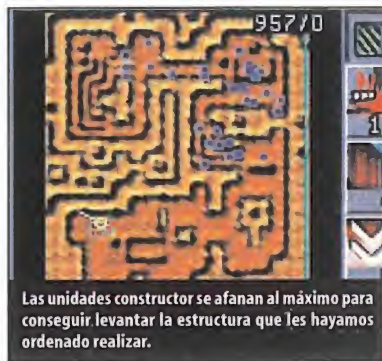 957/0
1
Las unidades constructor se afanan al máximo para
conseguir levantar la estructura que les hayamos
ordenado realizar.